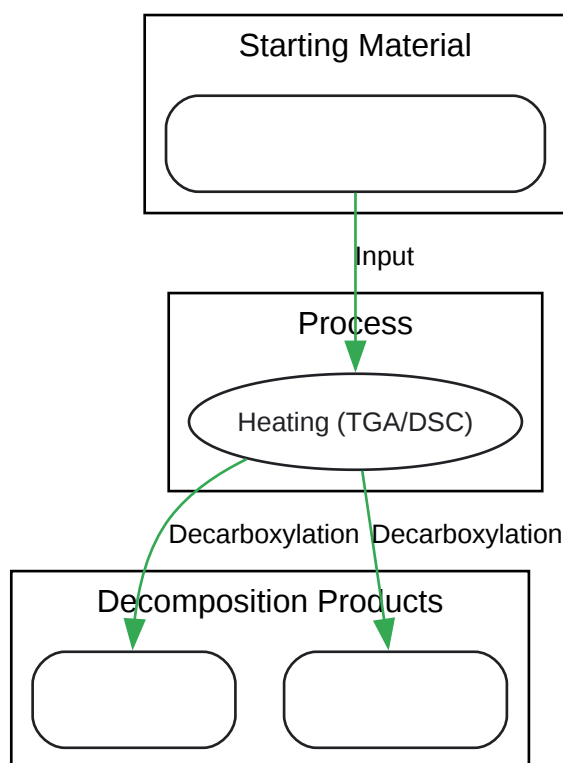 Starting Material
Input
Process
Heating (TGA/DSC)
Decarboxylation
Decarboxylation
Decomposition Products